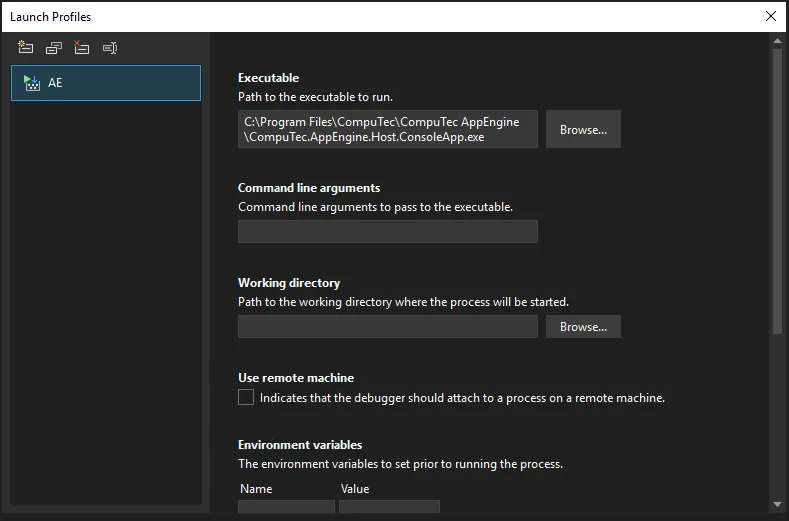 Launch Profiles
AE
Executable
Path to the executable to run.
C:\Program Files\CompuTec\CompuTec AppEngine
\CompuTec.AppEngine.Host.ConsoleApp.exe
Browse...
Command line arguments
Command line arguments to pass to the executable.
Working directory
Path to the working directory where the process will be started.
Browse...
Use remote machine
Indicates that the debugger should attach to a process on a remote machine.
Environment variables
The environment variables to set prior to running the process.
Name Value